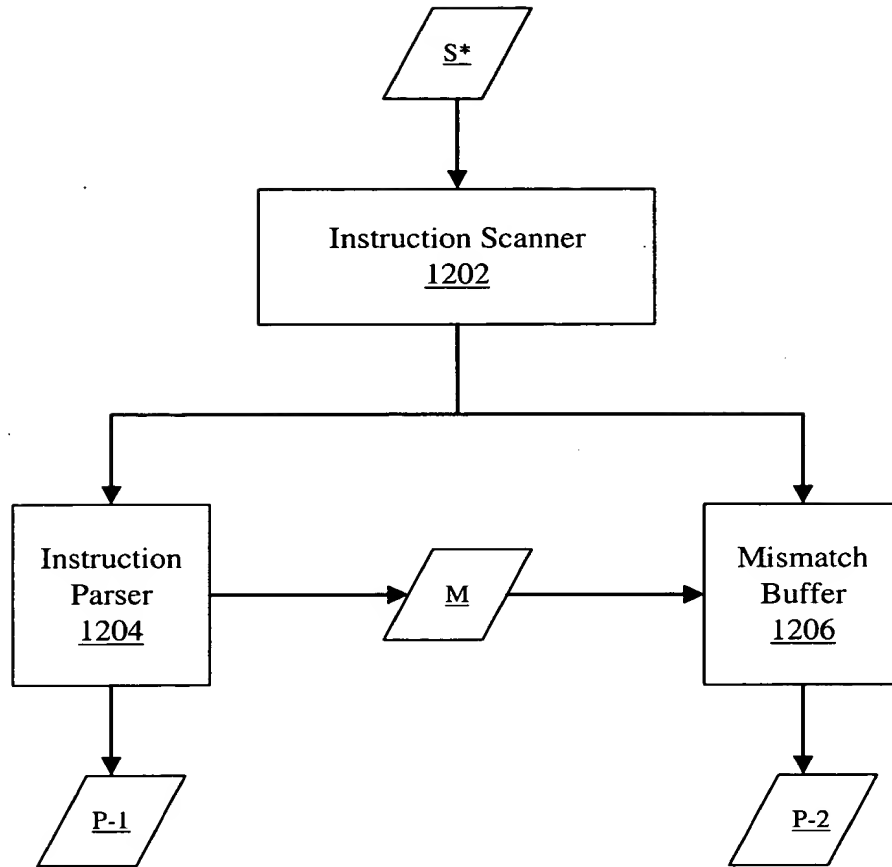 S*
Instruction Scanner
1202
Instruction
Parser
1204
M
Mismatch
Buffer
1206
P-1
P-2